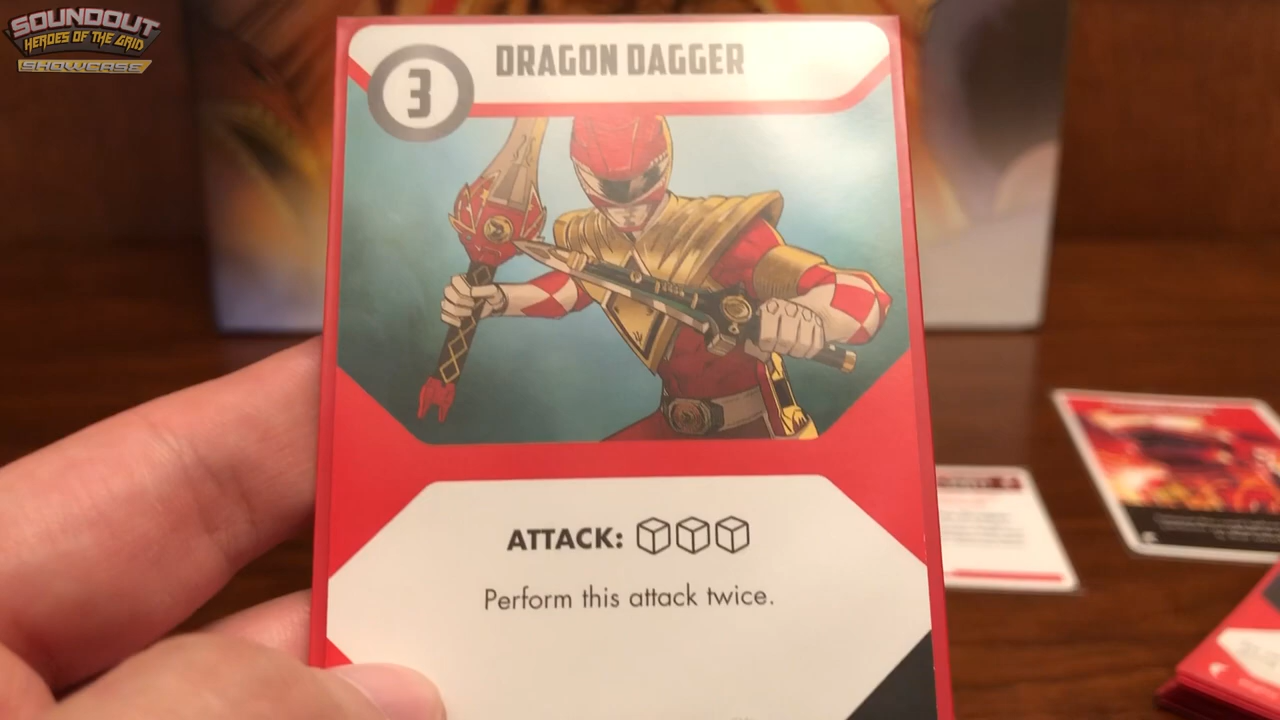 SOUNDOUT
HEROES OF THE GRID
SHOWCASE
3
DRAGON DAGGER
ATTACK:
Perform this attack twice.